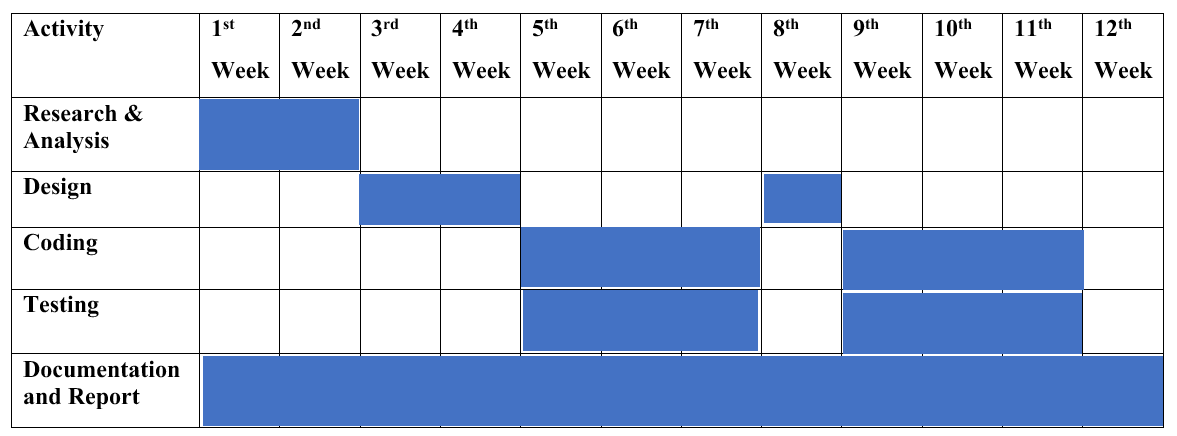 Activity 1st 2nd 3rd 4th 5th 6th 7th 8th 9th 10th 11th 12th
Week Week Week Week Week Week Week Week Week Week Week Week
Research &
Analysis
Design
Coding
Testing
Documentation
and Report